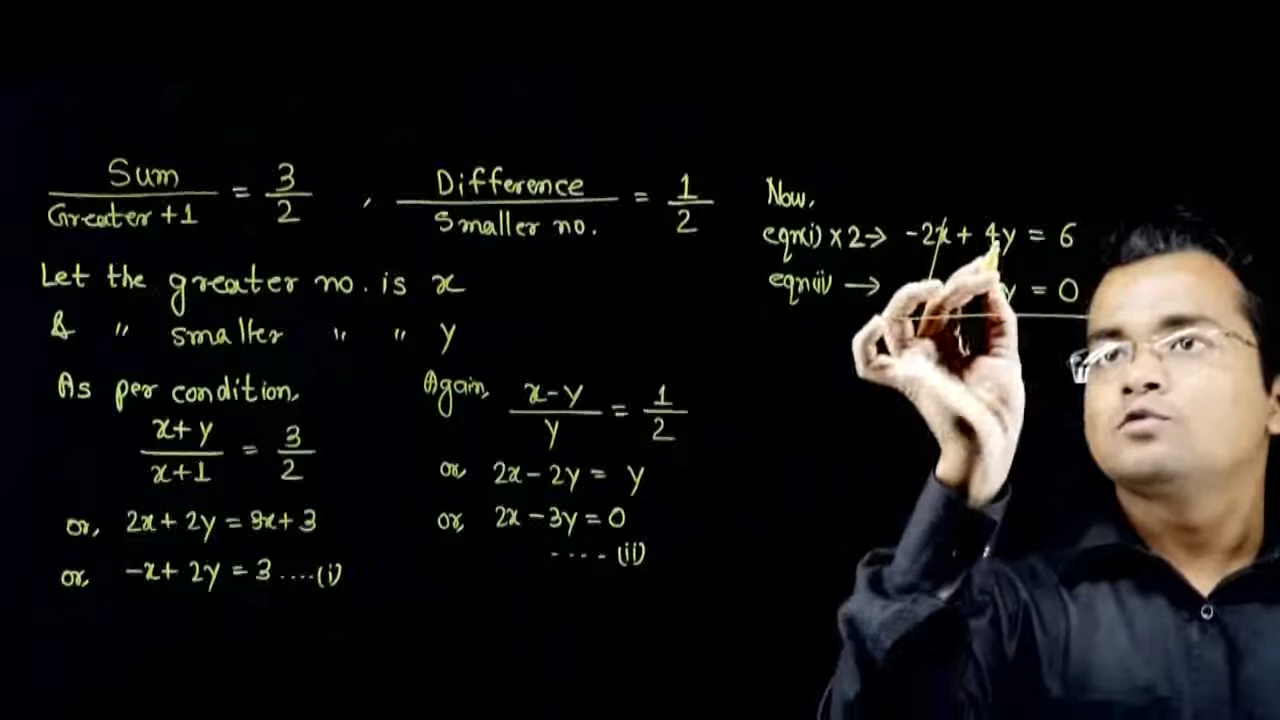 Sum / Greater +1 = 3/2 , Difference / Smaller no. = 1/2
Let the greater no. is x
& " smaller " " y
As per condition,
x+y / x+1 = 3/2
or, 2x + 2y = 3x + 3
or, -x + 2y = 3 ....(i)
Again, x-y / y = 1/2
or, 2x - 2y = y
or, 2x - 3y = 0
.... (ii)
Now,
eqn(i) × 2 → -2x + 4y = 6
eqn(ii) → y = 0